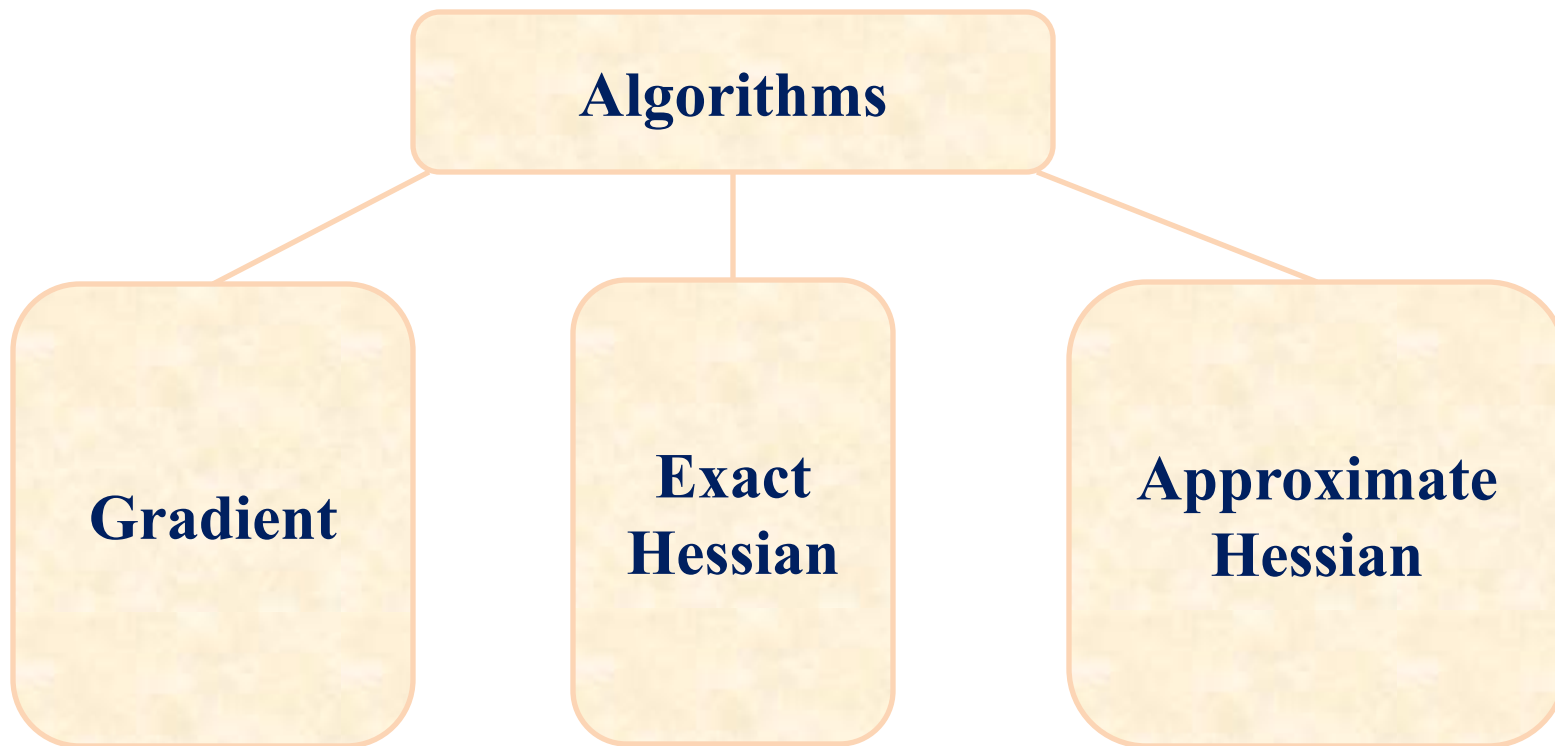 Algorithms
Gradient
Exact
Hessian
Approximate
Hessian